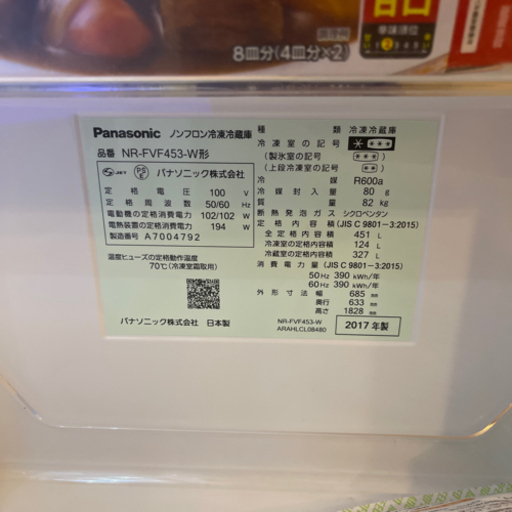 8皿分(4回分×2)
辛味順位
12345
Panasonic ノンフロン冷凍冷蔵庫
品番 NR-FVF453-W形
JET PSE パナソニック株式会社
定格電圧 100 V
定格周波数 50/60 Hz
電動機の定格消費電力 102/102 W
電熱装置の定格消費電力 194 W
製造番号 A7004792
温度ヒューズの定格動作温度
70℃(冷凍室霜取用)
パナソニック株式会社 日本製
種類 冷凍冷蔵庫
冷凍室の記号 ****
(製氷室の記号 ***)
(上段冷凍室の記号 **)
冷媒 R600a
冷媒封入量 80 g
質量 82 kg
断熱発泡ガス シクロペンタン
定格内容積 (JIS C 9801-3:2015)
全定格内容積 451 L
冷凍室の定格内容積 124 L
冷蔵室の定格内容積 327 L
消費電力量 (JIS C 9801-3:2015)
50Hz 390 kWh/年
60Hz 390 kWh/年
外形寸法 幅 685 mm
奥行 633 mm
高さ 1828 mm
NR-FVF453-W
ARAHLCL08480
2017年製